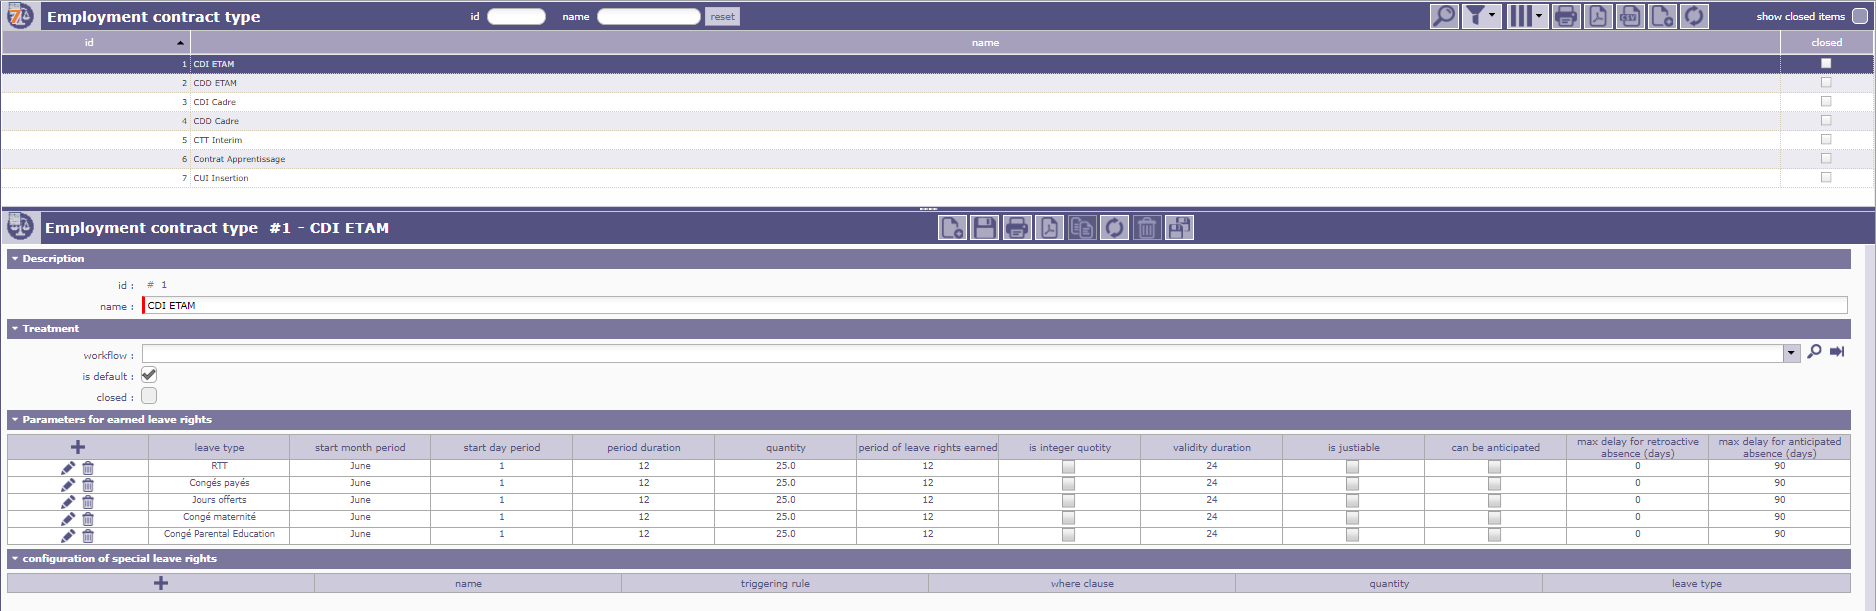 Employment contract type id name reset show closed items
id name closed
1 CDI ETAM
2 CDD ETAM
3 CDI Cadre
4 CDD Cadre
5 CTT Interim
6 Contrat Apprentissage
7 CUI Insertion
Employment contract type #1 - CDI ETAM
Description
id : # 1
name : CDI ETAM
Treatment
workflow :
is default :
closed :
Parameters for earned leave rights
leave type start month period start day period period duration quantity period of leave rights earned is integer quotity validity duration is justiable can be anticipated max delay for retroactive absence (days) max delay for anticipated absence (days)
RTT June 1 12 25.0 12 24 0 90
Congés payés June 1 12 25.0 12 24 0 90
Jours offerts June 1 12 25.0 12 24 0 90
Congé maternité June 1 12 25.0 12 24 0 90
Congé Parental Education June 1 12 25.0 12 24 0 90
configuration of special leave rights
name triggering rule where clause quantity leave type